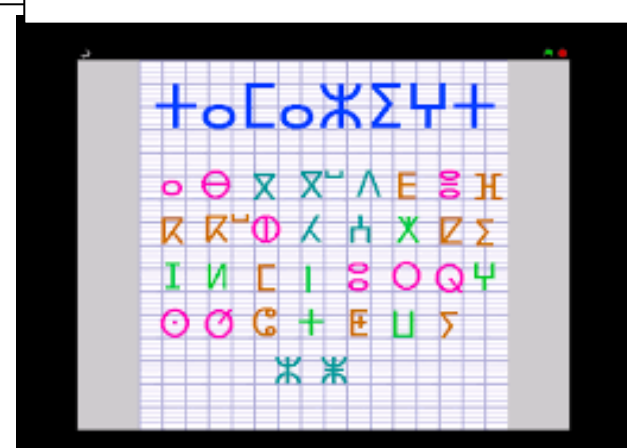 ⵜⴰⵎⴰⵣⵉⵖⵜ
ⴰ ⴱ ⴳ ⴳⵯ ⴷ ⴹ ⴻ ⴼ
ⴽ ⴽⵯ ⵀ ⵃ ⵄ ⵅ ⵇ ⵉ
ⵊ ⵍ ⵎ ⵏ ⵓ ⵔ ⵕ ⵖ
ⵙ ⵚ ⵛ ⵜ ⵟ ⵡ ⵢ
ⵣ ⵥ